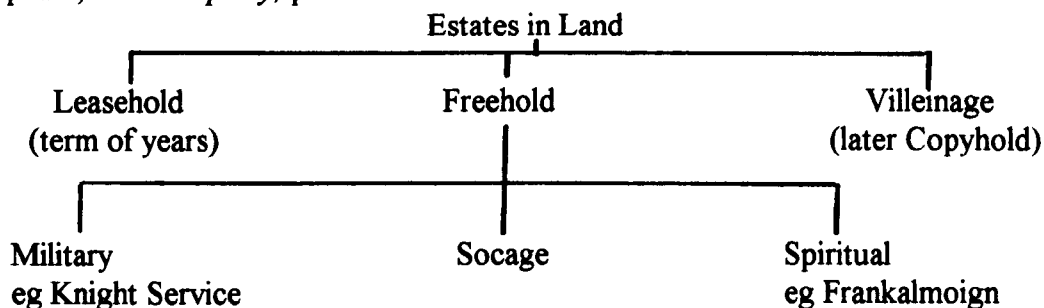 Estates in Land
Leasehold
(term of years)
Freehold
Villeinage
(later Copyhold)
Military
eg Knight Service
Socage
Spiritual
eg Frankalmoign